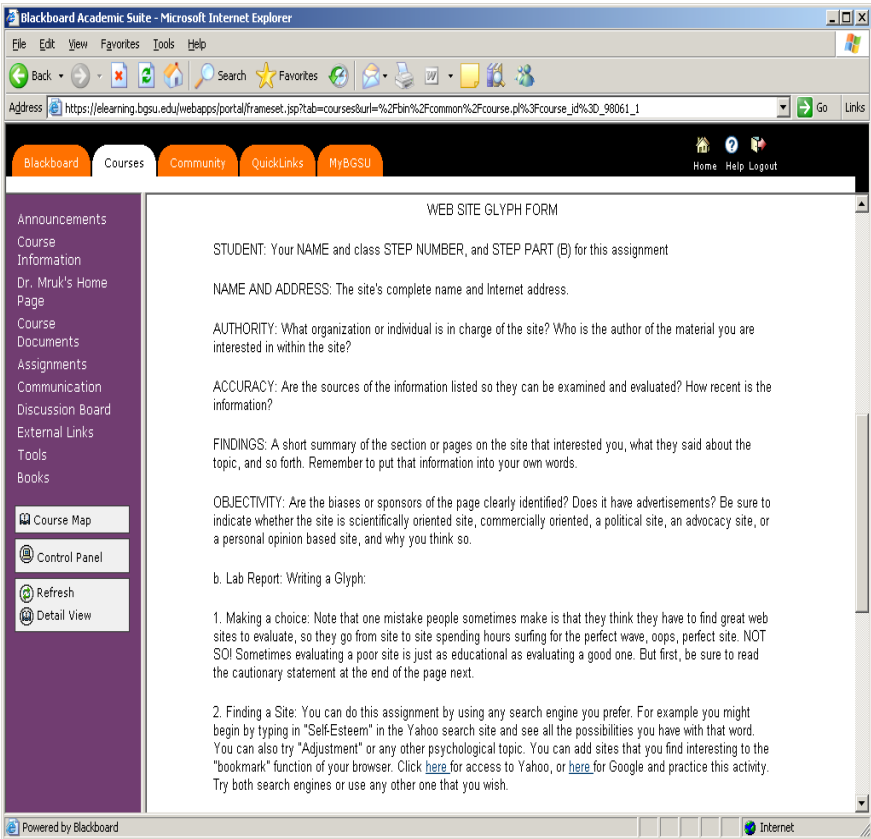 Blackboard Academic Suite - Microsoft Internet Explorer
File Edit View Favorites Tools Help
Back Search Favorites
Address https://elearning.bgsu.edu/webapps/portal/frameset.jsp?tab=courses&url=%2Fbin%2Fcommon%2Fcourse.pl%3Fcourse_id%3D_98061_1 Go Links
Home Help Logout
Blackboard Courses Community QuickLinks MyBGSU
Announcements
Course
Information
Dr. Mruk's Home
Page
Course
Documents
Assignments
Communication
Discussion Board
External Links
Tools
Books
Course Map
Control Panel
Refresh
Detail View
WEB SITE GLYPH FORM
STUDENT: Your NAME and class STEP NUMBER, and STEP PART (B) for this assignment
NAME AND ADDRESS: The site's complete name and Internet address.
AUTHORITY: What organization or individual is in charge of the site? Who is the author of the material you are
interested in within the site?
ACCURACY: Are the sources of the information listed so they can be examined and evaluated? How recent is the
information?
FINDINGS: A short summary of the section or pages on the site that interested you, what they said about the
topic, and so forth. Remember to put that information into your own words.
OBJECTIVITY: Are the biases or sponsors of the page clearly identified? Does it have advertisements? Be sure to
indicate whether the site is scientifically oriented site, commercially oriented, a political site, an advocacy site, or
a personal opinion based site, and why you think so.
b. Lab Report: Writing a Glyph:
1. Making a choice: Note that one mistake people sometimes make is that they think they have to find great web
sites to evaluate, so they go from site to site spending hours surfing for the perfect wave, oops, perfect site. NOT
SO! Sometimes evaluating a poor site is just as educational as evaluating a good one. But first, be sure to read
the cautionary statement at the end of the page next.
2. Finding a Site: You can do this assignment by using any search engine you prefer. For example you might
begin by typing in "Self-Esteem" in the Yahoo search site and see all the possibilities you have with that word.
You can also try "Adjustment" or any other psychological topic. You can add sites that you find interesting to the
"bookmark" function of your browser. Click here for access to Yahoo, or here for Google and practice this activity.
Try both search engines or use any other one that you wish.
Powered by Blackboard Internet